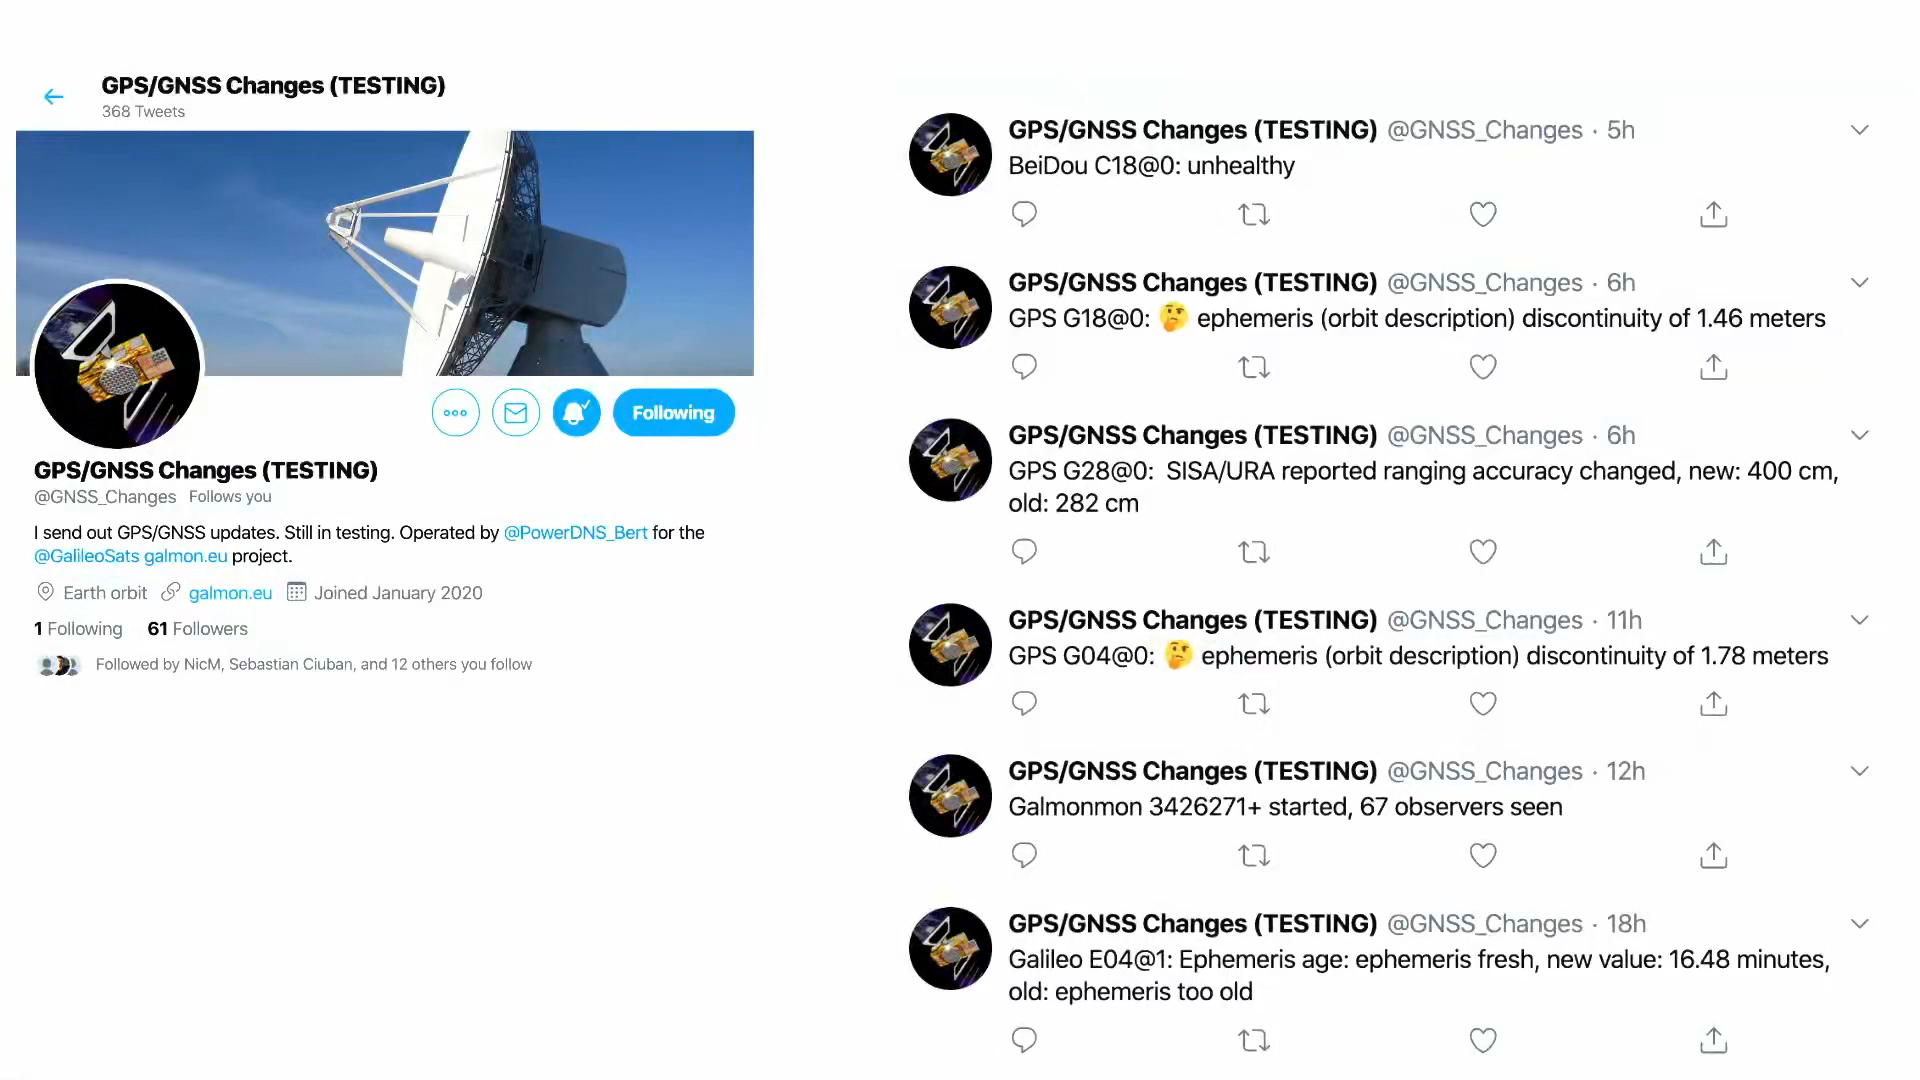 GPS/GNSS Changes (TESTING)
368 Tweets
Following
GPS/GNSS Changes (TESTING)
@GNSS_Changes Follows you
I send out GPS/GNSS updates. Still in testing. Operated by @PowerDNS_Bert for the
@GalileoSats galmon.eu project.
Earth orbit galmon.eu Joined January 2020
1 Following 61 Followers
Followed by NicM, Sebastian Ciuban, and 12 others you follow
GPS/GNSS Changes (TESTING) @GNSS_Changes · 5h
BeiDou C18@0: unhealthy
GPS/GNSS Changes (TESTING) @GNSS_Changes · 6h
GPS G18@0: 🤔 ephemeris (orbit description) discontinuity of 1.46 meters
GPS/GNSS Changes (TESTING) @GNSS_Changes · 6h
GPS G28@0: SISA/URA reported ranging accuracy changed, new: 400 cm,
old: 282 cm
GPS/GNSS Changes (TESTING) @GNSS_Changes · 11h
GPS G04@0: 🤔 ephemeris (orbit description) discontinuity of 1.78 meters
GPS/GNSS Changes (TESTING) @GNSS_Changes · 12h
Galmonmon 3426271+ started, 67 observers seen
GPS/GNSS Changes (TESTING) @GNSS_Changes · 18h
Galileo E04@1: Ephemeris age: ephemeris fresh, new value: 16.48 minutes,
old: ephemeris too old